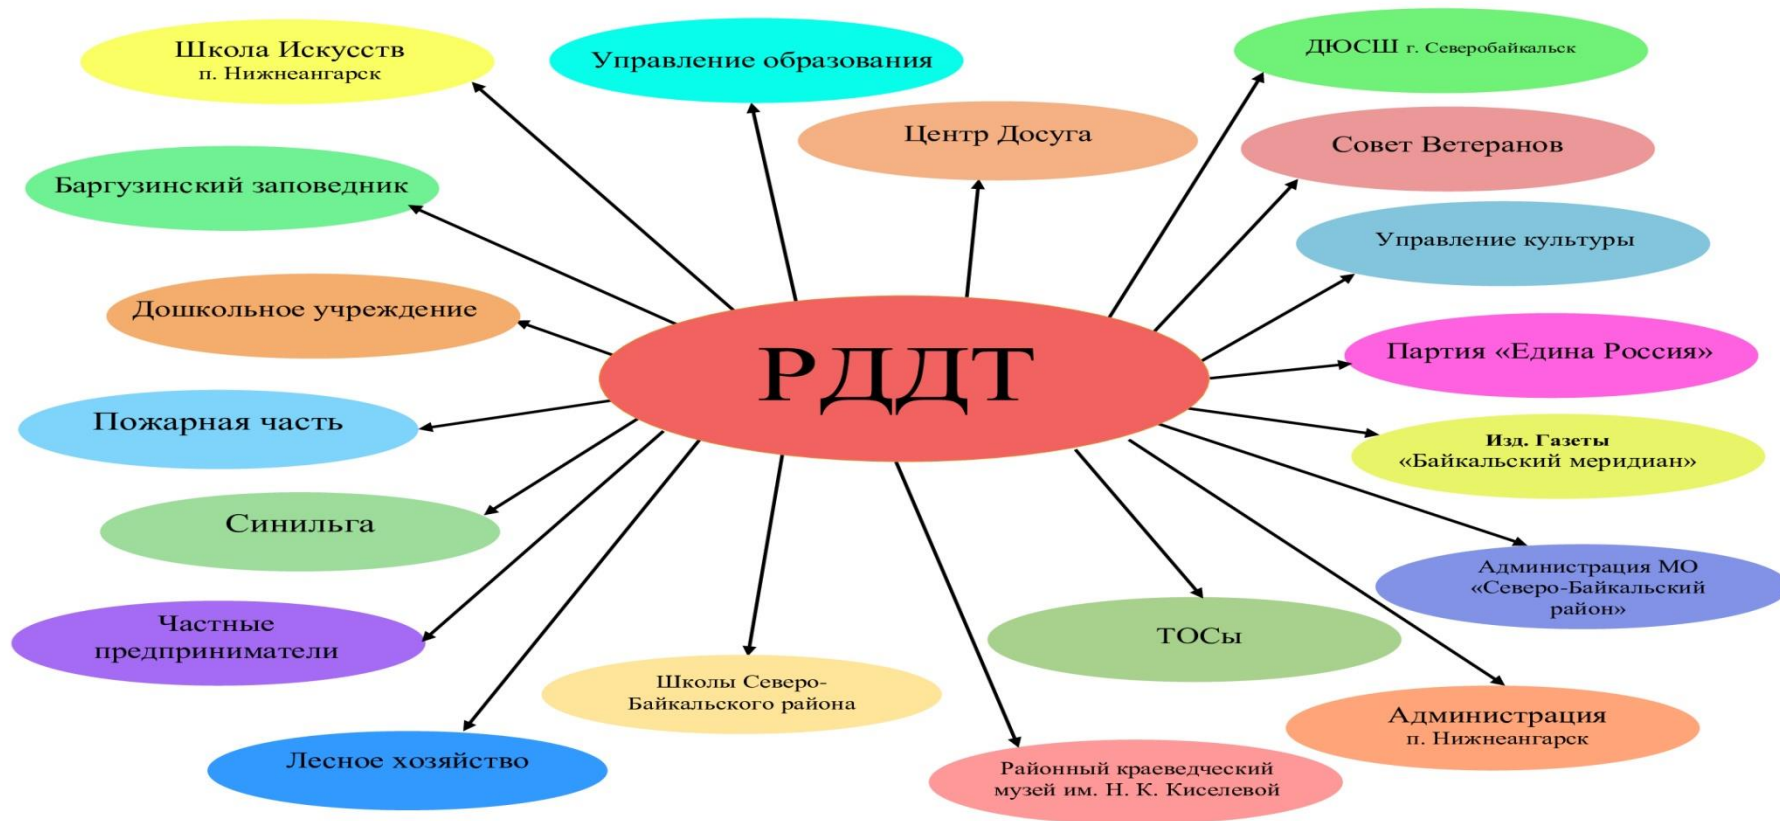 Школа Искусств
п. Нижнеангарск
Управление образования
ДЮСШ г. Северобайкальск
Центр Досуга
Совет Ветеранов
Баргузинский заповедник
Управление культуры
Дошкольное учреждение
РДДТ
Партия «Едина Россия»
Пожарная часть
Изд. Газеты
«Байкальский меридиан»
Синильга
Администрация МО
«Северо-Байкальский
район»
Частные
предприниматели
ТОСы
Школы Северо-
Байкальского района
Администрация
п. Нижнеангарск
Лесное хозяйство
Районный краеведческий
музей им. Н. К. Киселевой